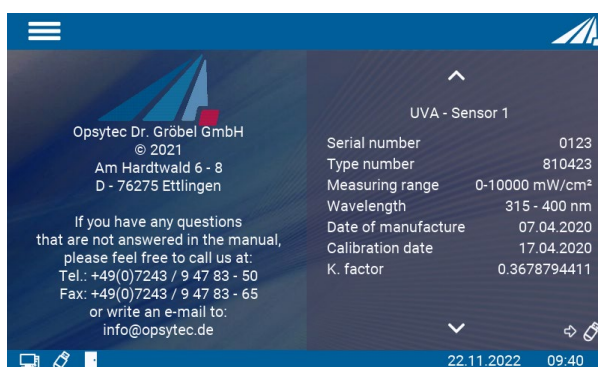 Opsytec Dr. Gröbel GmbH
© 2021
Am Hardtwald 6 - 8
D - 76275 Ettlingen
If you have any questions
that are not answered in the manual,
please feel free to call us at:
Tel.: +49(0)7243 / 9 47 83 - 50
Fax: +49(0)7243 / 9 47 83 - 65
or write an e-mail to:
info@opsytec.de
UVA - Sensor 1
Serial number 0123
Type number 810423
Measuring range 0-10000 mW/cm²
Wavelength 315 - 400 nm
Date of manufacture 07.04.2020
Calibration date 17.04.2020
K. factor 0.3678794411
22.11.2022 09:40